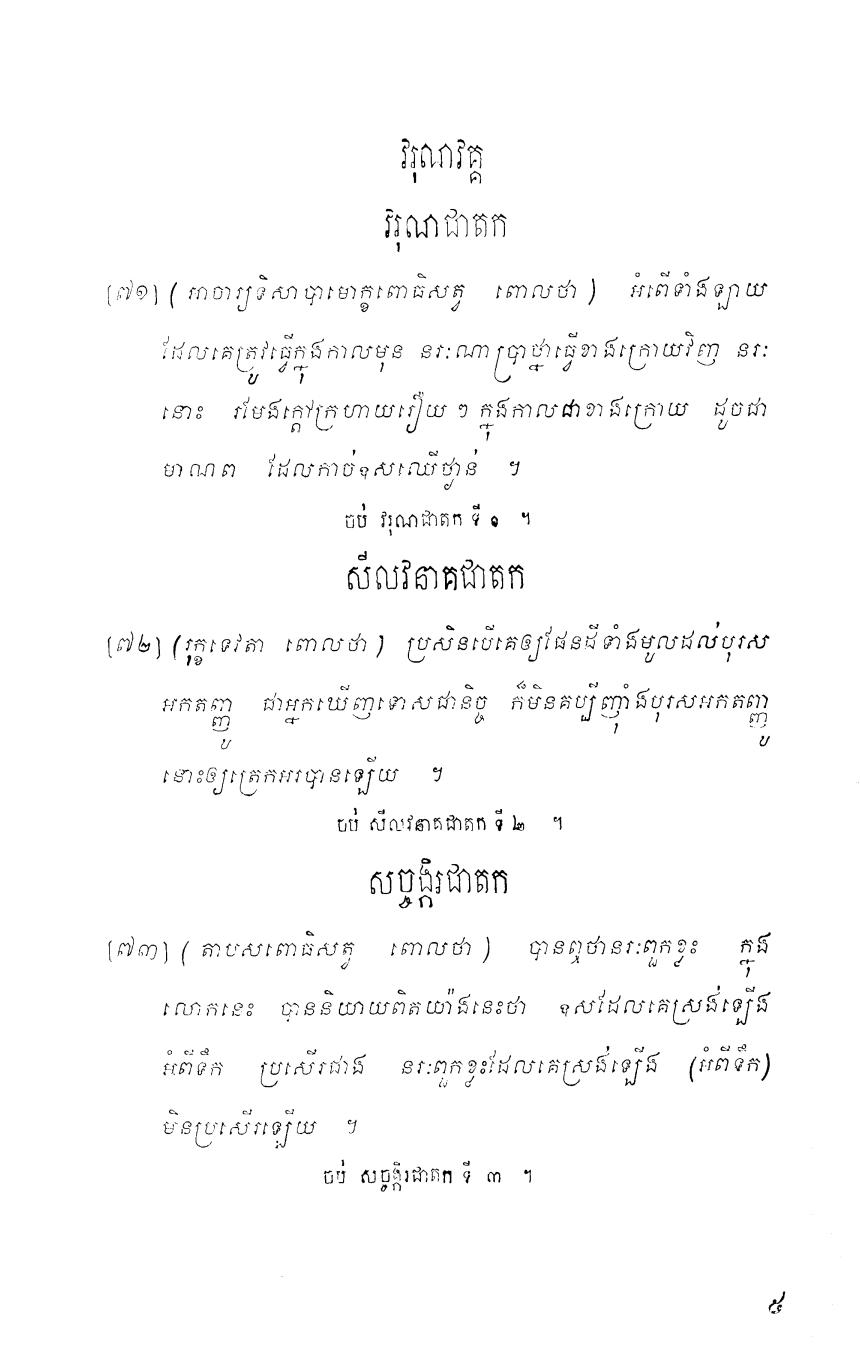 វិរុណវគ្គ
វិរុណជាតក
[៧១] (អាចារ្យទិសាបាមោក្ខពោធិសត្វ ពោលថា) អំពើទាំងឡាយ
ដែលគេត្រូវធ្វើក្នុងកាលមុន នរៈណាប្រាថ្នាធ្វើខាងក្រោយវិញ នរៈ
នោះ រមែងក្តៅក្រហាយរឿយ ៗ ក្នុងកាលជាខាងក្រោយ ដូចជា
មាណព ដែលកាច់ឧសឈើថ្ងាន់ ។
ចប់ វរុណជាតក ទី ១ ។
សីលវនាគជាតក
[៧២] (រុក្ខទេវតា ពោលថា) ប្រសិនបើគេឲ្យផែនដីទាំងមូលដល់បុរស
អកតញ្ញូ ជាអ្នកឃើញទោសជានិច្ច ក៏មិនគប្បីញ៉ាំងបុរសអកតញ្ញូ
នោះឲ្យត្រេកអរបានឡើយ ។
ចប់ សីលវនាគជាតក ទី ២ ។
សច្ចង្កិរជាតក
[៧៣] (តាបសពោធិសត្វ ពោលថា) បានឮថានរៈពួកខ្លះ ក្នុង
លោកនេះ បាននិយាយពិតយ៉ាងនេះថា ឧសដែលគេស្រង់ឡើង
អំពីទឹក ប្រសើរជាង នរៈពួកខ្លះដែលគេស្រង់ឡើង (អំពីទឹក)
មិនប្រសើរឡើយ ។
ចប់ សច្ចង្កិរជាតក ទី ៣ ។
៥